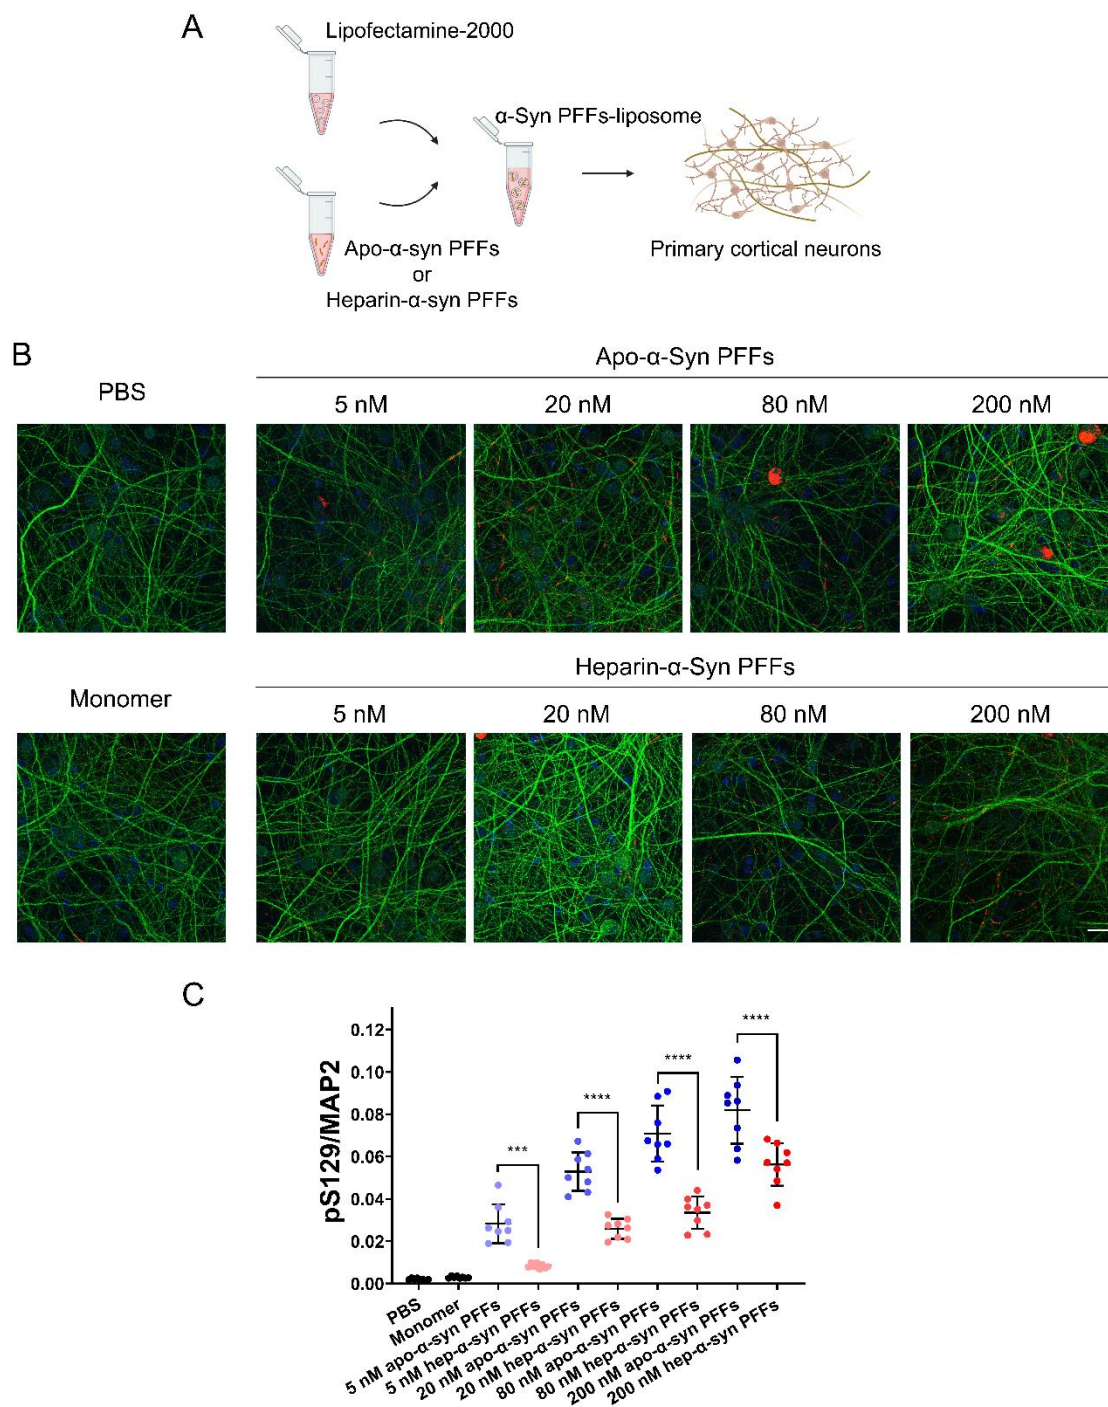 A
Lipofectamine-2000
α-Syn PFFs-liposome
Apo-α-syn PFFs
or
Heparin-α-syn PFFs
Primary cortical neurons
B
Apo-α-Syn PFFs
PBS
5 nM
20 nM
80 nM
200 nM
Heparin-α-Syn PFFs
Monomer
5 nM
20 nM
80 nM
200 nM
C
pS129/MAP2
0.12
0.10
0.08
0.06
0.04
0.02
0.00
***
****
****
****
PBS
Monomer
5 nM apo-α-syn PFFs
5 nM hep-α-syn PFFs
20 nM apo-α-syn PFFs
20 nM hep-α-syn PFFs
80 nM apo-α-syn PFFs
80 nM hep-α-syn PFFs
200 nM apo-α-syn PFFs
200 nM hep-α-syn PFFs